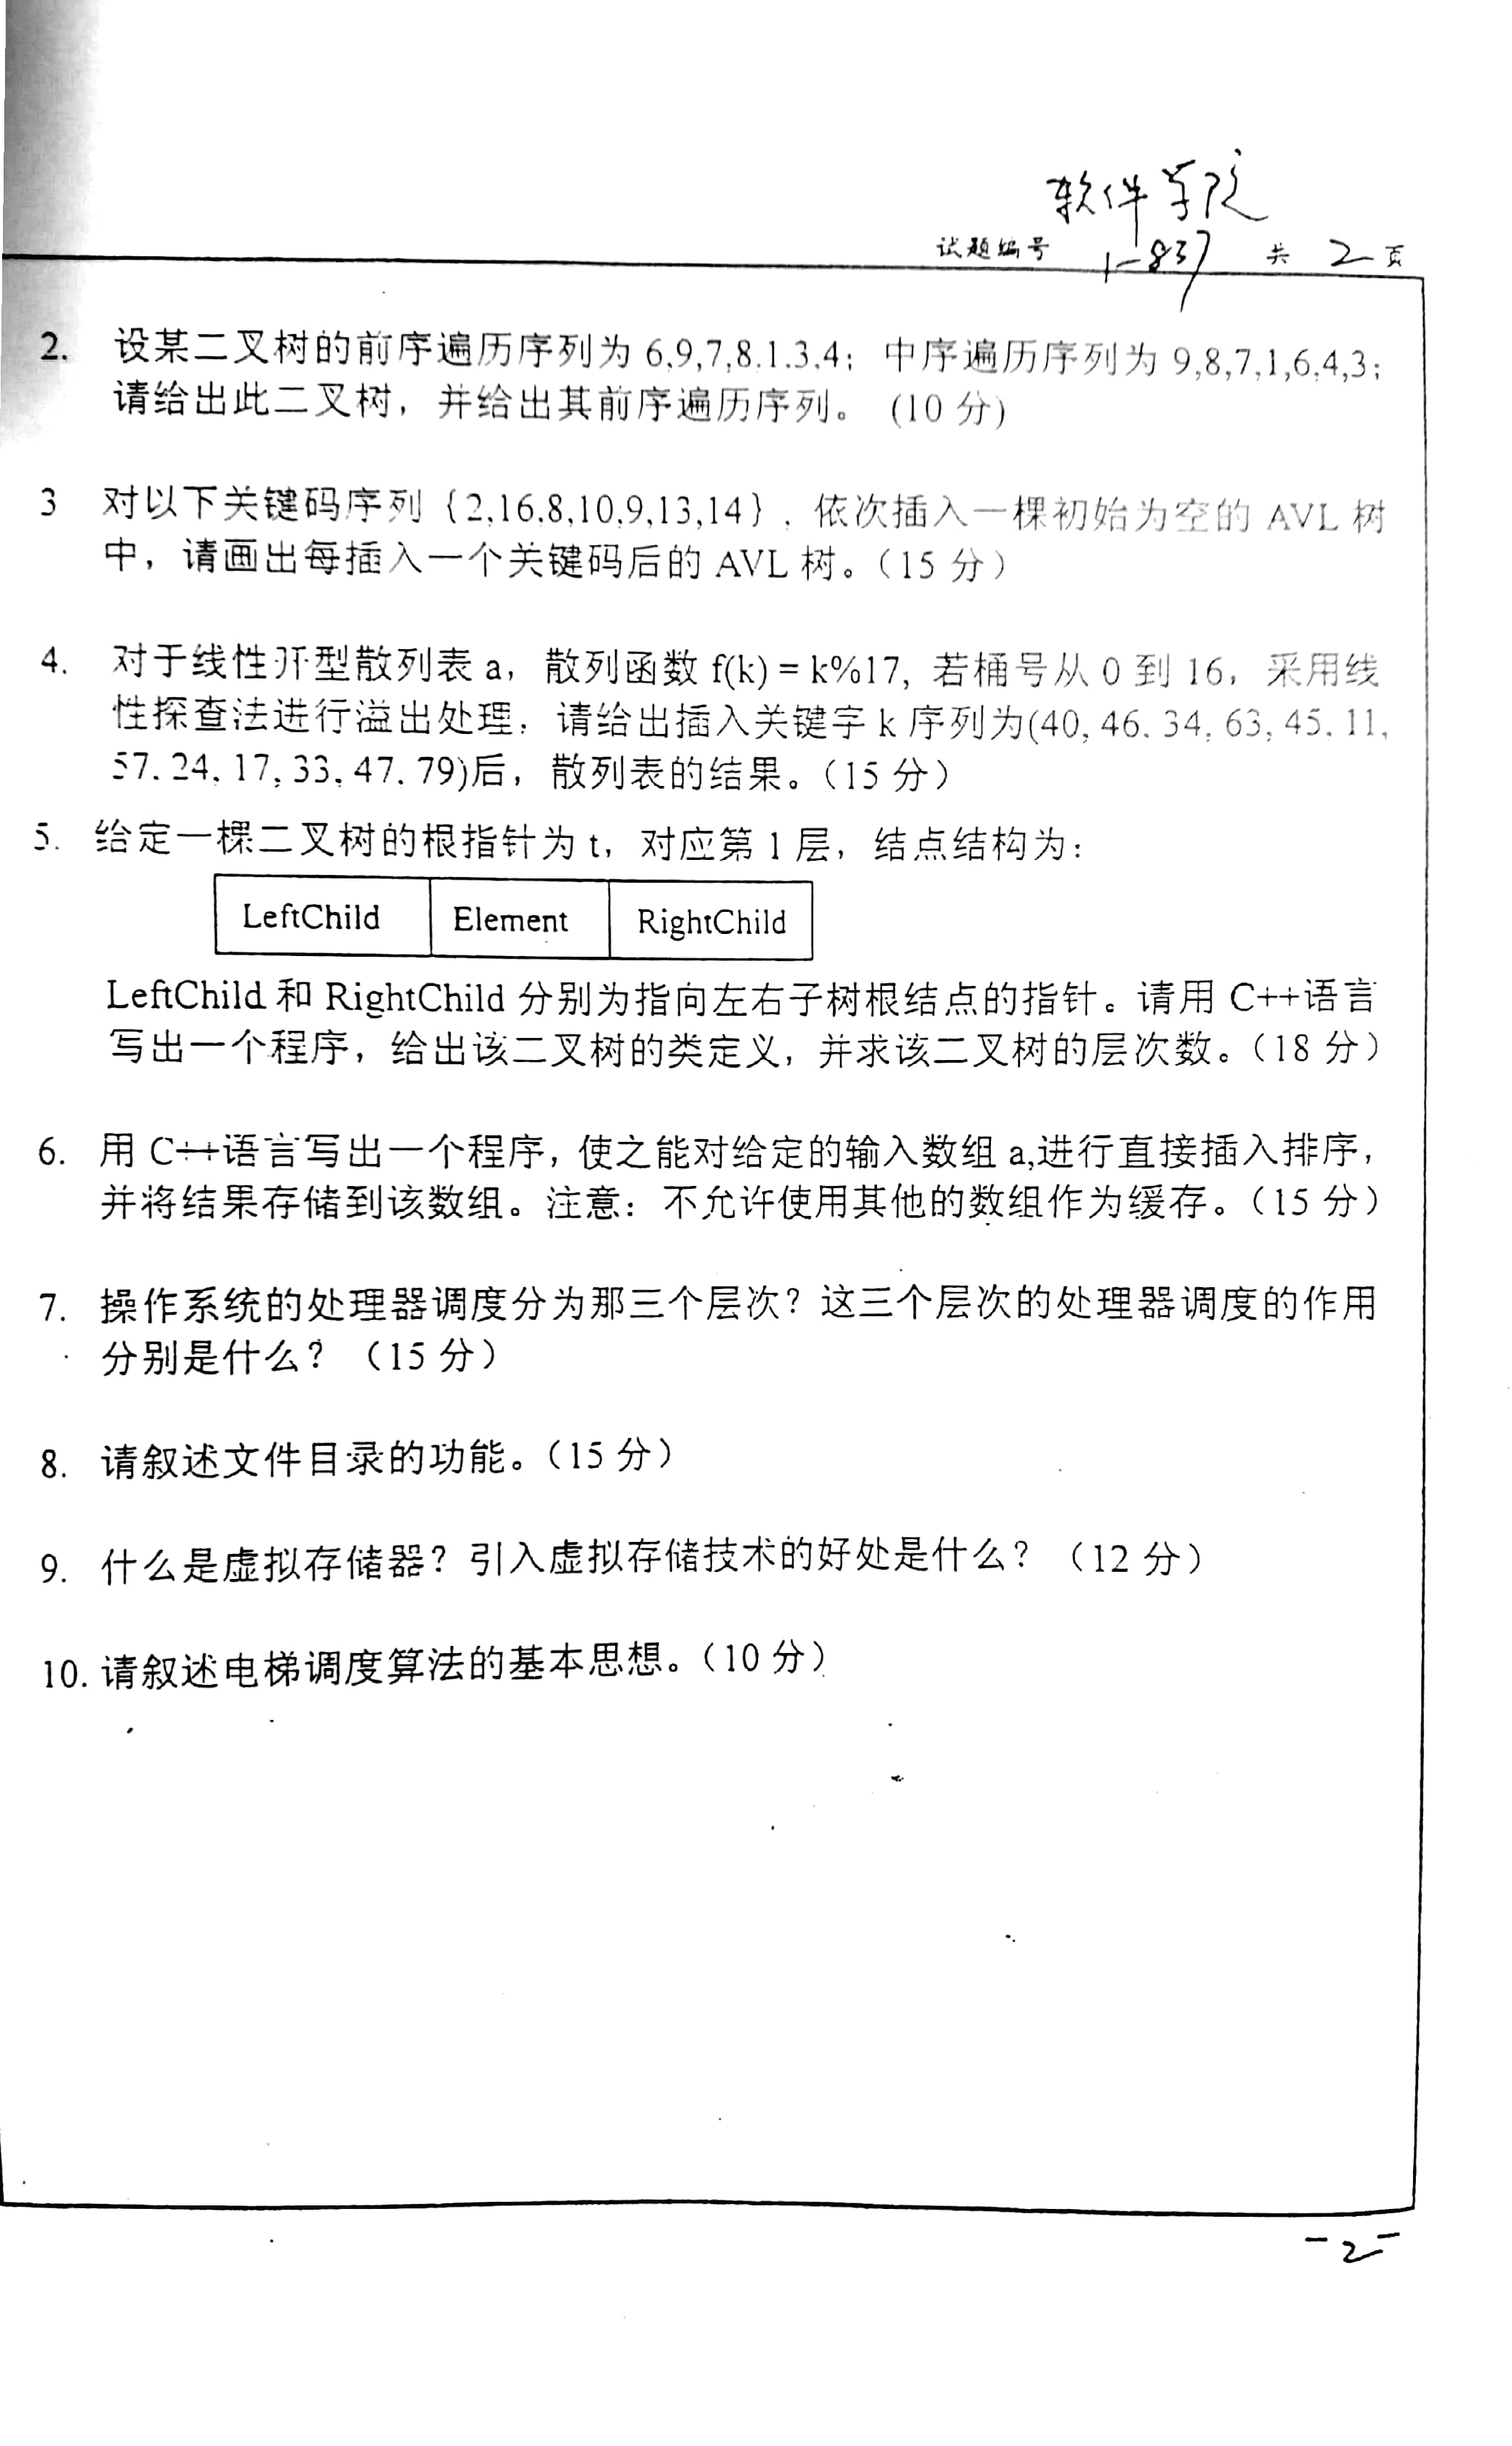 软件学院
试题编号 1-837 共 2 页
2. 设某二叉树的前序遍历序列为 6,9,7,8.1.3.4；中序遍历序列为 9,8,7,1,6,4,3；
请给出此二叉树，并给出其前序遍历序列。 (10 分)
3 对以下关键码序列 {2,16.8,10,9,13,14}，依次插入一棵初始为空的 AVL 树
中，请画出每插入一个关键码后的 AVL 树。（15 分）
4. 对于线性开型散列表 a，散列函数 f(k) = k%17, 若桶号从 0 到 16，采用线
性探查法进行溢出处理，请给出插入关键字 k 序列为(40, 46. 34, 63, 45. 11,
57. 24, 17, 33, 47. 79)后，散列表的结果。（15 分）
5. 给定一棵二叉树的根指针为 t，对应第 1 层，结点结构为：
LeftChild Element RightChild
LeftChild 和 RightChild 分别为指向左右子树根结点的指针。请用 C++语言
写出一个程序，给出该二叉树的类定义，并求该二叉树的层次数。（18 分）
6. 用 C++语言写出一个程序，使之能对给定的输入数组 a,进行直接插入排序，
并将结果存储到该数组。注意：不允许使用其他的数组作为缓存。（15 分）
7. 操作系统的处理器调度分为那三个层次？这三个层次的处理器调度的作用
分别是什么？（15 分）
8. 请叙述文件目录的功能。（15 分）
9. 什么是虚拟存储器？引入虚拟存储技术的好处是什么？（12 分）
10. 请叙述电梯调度算法的基本思想。（10 分）
-2-